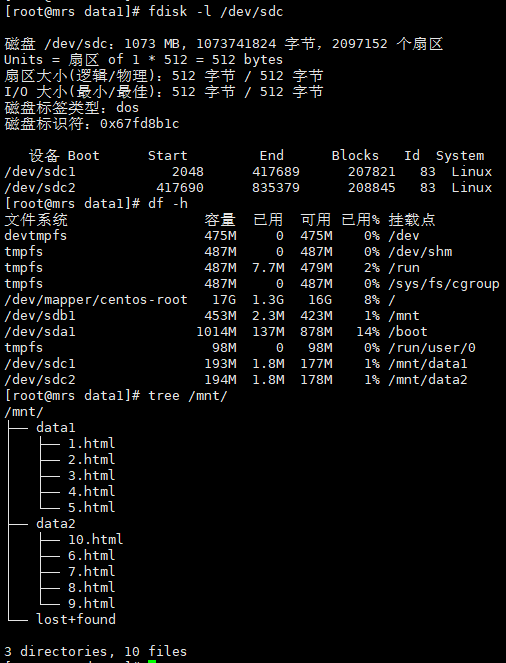 [root@mrs data1]# fdisk -l /dev/sdc
磁盘 /dev/sdc：1073 MB, 1073741824 字节，2097152 个扇区
Units = 扇区 of 1 * 512 = 512 bytes
扇区大小(逻辑/物理)：512 字节 / 512 字节
I/O 大小(最小/最佳)：512 字节 / 512 字节
磁盘标签类型：dos
磁盘标识符：0x67fd8b1c
设备 Boot      Start         End      Blocks   Id  System
/dev/sdc1            2048      417689      207821   83  Linux
/dev/sdc2          417690      835379      208845   83  Linux
[root@mrs data1]# df -h
文件系统                 容量  已用  可用 已用% 挂载点
devtmpfs                 475M     0  475M    0% /dev
tmpfs                    487M     0  487M    0% /dev/shm
tmpfs                    487M  7.7M  479M    2% /run
tmpfs                    487M     0  487M    0% /sys/fs/cgroup
/dev/mapper/centos-root   17G  1.3G   16G    8% /
/dev/sdb1                453M  2.3M  423M    1% /mnt
/dev/sda1               1014M  137M  878M   14% /boot
tmpfs                     98M     0   98M    0% /run/user/0
/dev/sdc1                193M  1.8M  177M    1% /mnt/data1
/dev/sdc2                194M  1.8M  178M    1% /mnt/data2
[root@mrs data1]# tree /mnt/
/mnt/
├── data1
│   ├── 1.html
│   ├── 2.html
│   ├── 3.html
│   ├── 4.html
│   └── 5.html
├── data2
│   ├── 10.html
│   ├── 6.html
│   ├── 7.html
│   ├── 8.html
│   └── 9.html
└── lost+found
3 directories, 10 files